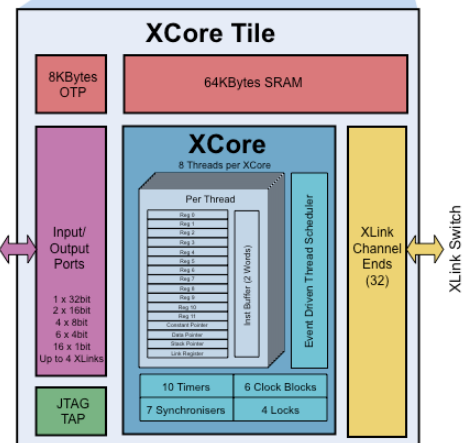 XCore Tile
8KBytes
OTP
64KBytes SRAM
Input/
Output
Ports
1 x 32bit
2 x 16bit
4 x 8bit
6 x 4bit
16 x 1bit
Up to 4 XLinks
JTAG
TAP
XCore
8 Threads per XCore
Per Thread
Reg 0
Reg 1
Reg 2
Reg 3
Reg 4
Reg 5
Reg 6
Reg 7
Reg 8
Reg 9
Reg 10
Reg 11
Constant Pointer
Data Pointer
Stack Pointer
Link Register
Inst Buffer (2 Words)
Event Driven Thread Scheduler
10 Timers
6 Clock Blocks
7 Synchronisers
4 Locks
XLink
Channel
Ends
(32)
XLink Switch